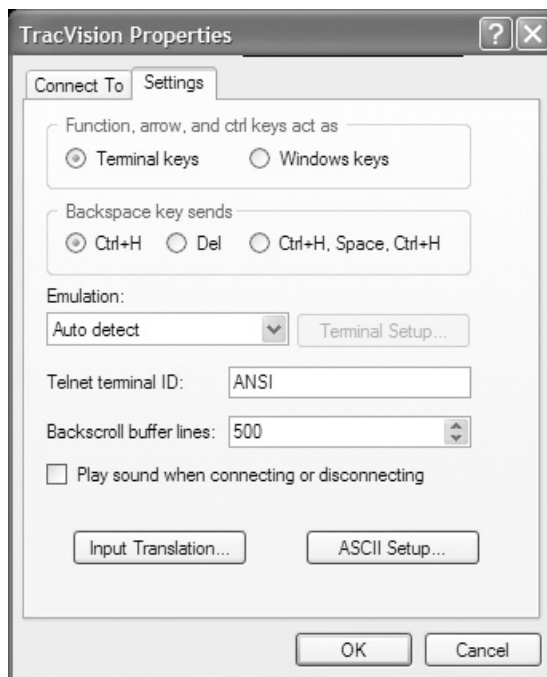 TracVision Properties
Connect To Settings
Function, arrow, and ctrl keys act as
Terminal keys Windows keys
Backspace key sends
Ctrl+H Del Ctrl+H, Space, Ctrl+H
Emulation:
Auto detect Terminal Setup...
Telnet terminal ID: ANSI
Backscroll buffer lines: 500
Play sound when connecting or disconnecting
Input Translation... ASCII Setup...
OK Cancel